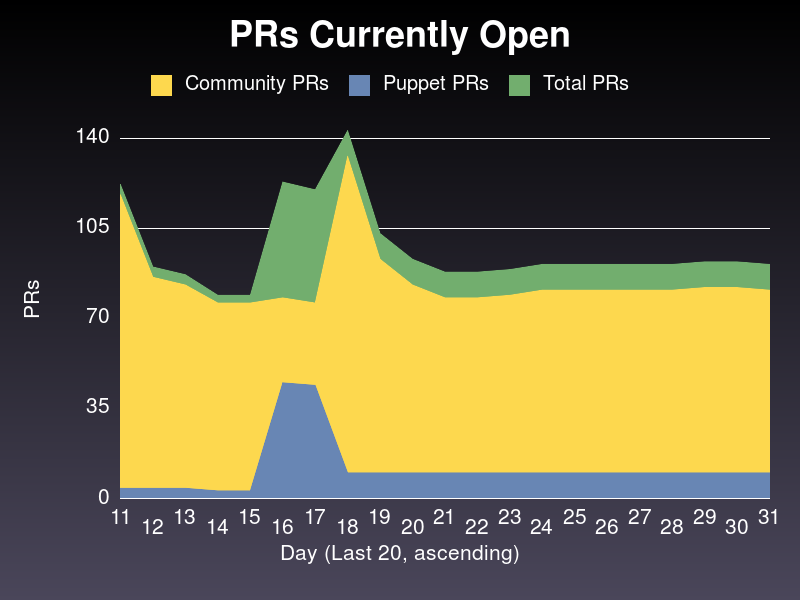 PRs Currently Open
Community PRs Puppet PRs Total PRs
140
105
70
35
0
PRs
11 12 13 14 15 16 17 18 19 20 21 22 23 24 25 26 27 28 29 30 31
Day (Last 20, ascending)